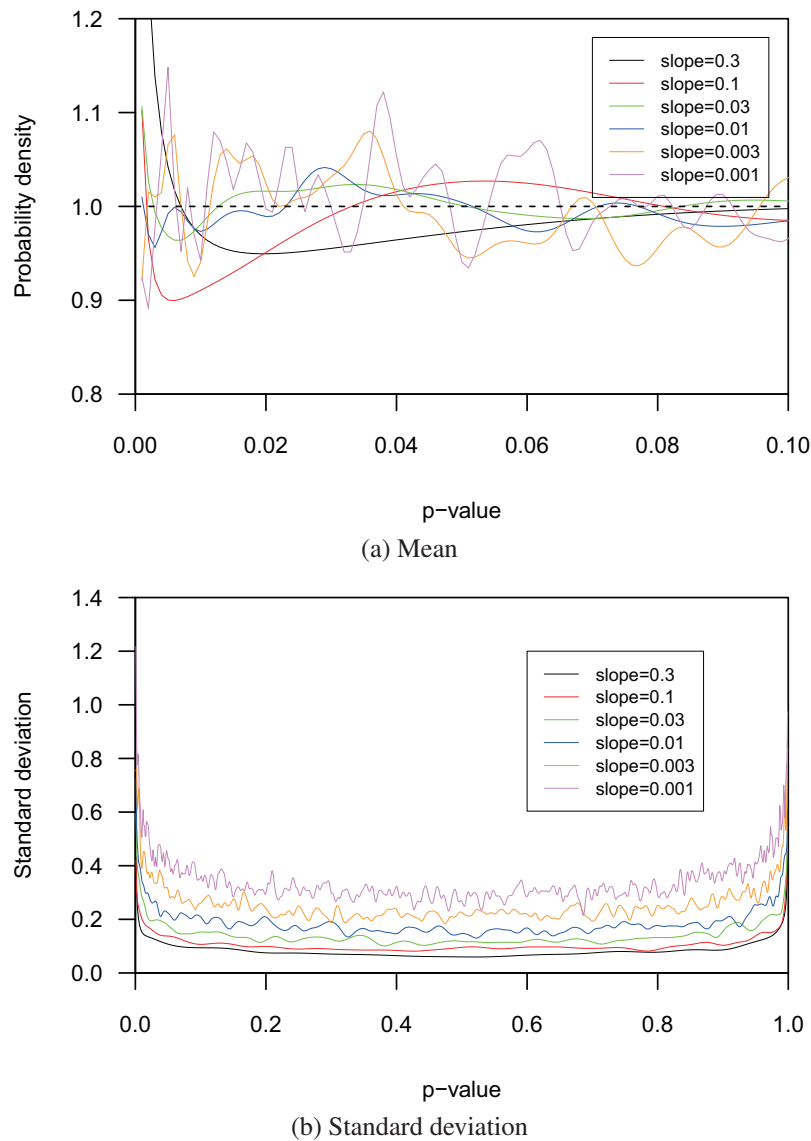 1.2
1.1
1.0
0.9
0.8
Probability density
slope=0.3
slope=0.1
slope=0.03
slope=0.01
slope=0.003
slope=0.001
0.00 0.02 0.04 0.06 0.08 0.10
p−value
(a) Mean
1.4
1.2
1.0
0.8
0.6
0.4
0.2
0.0
Standard deviation
slope=0.3
slope=0.1
slope=0.03
slope=0.01
slope=0.003
slope=0.001
0.0 0.2 0.4 0.6 0.8 1.0
p−value
(b) Standard deviation